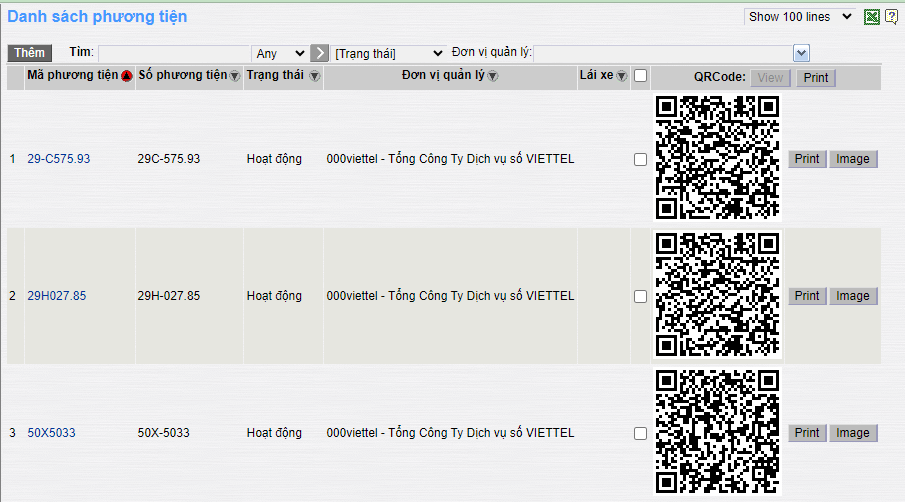 Danh sách phương tiện
Show 100 lines
Thêm Tìm: Any [Trạng thái] Đơn vị quản lý:
Mã phương tiện Số phương tiện Trạng thái Đơn vị quản lý Lái xe QRCode: View Print
1 29-C575.93 29C-575.93 Hoạt động 000viettel - Tổng Công Ty Dịch vụ số VIETTEL Print Image
2 29H027.85 29H-027.85 Hoạt động 000viettel - Tổng Công Ty Dịch vụ số VIETTEL Print Image
3 50X5033 50X-5033 Hoạt động 000viettel - Tổng Công Ty Dịch vụ số VIETTEL Print Image